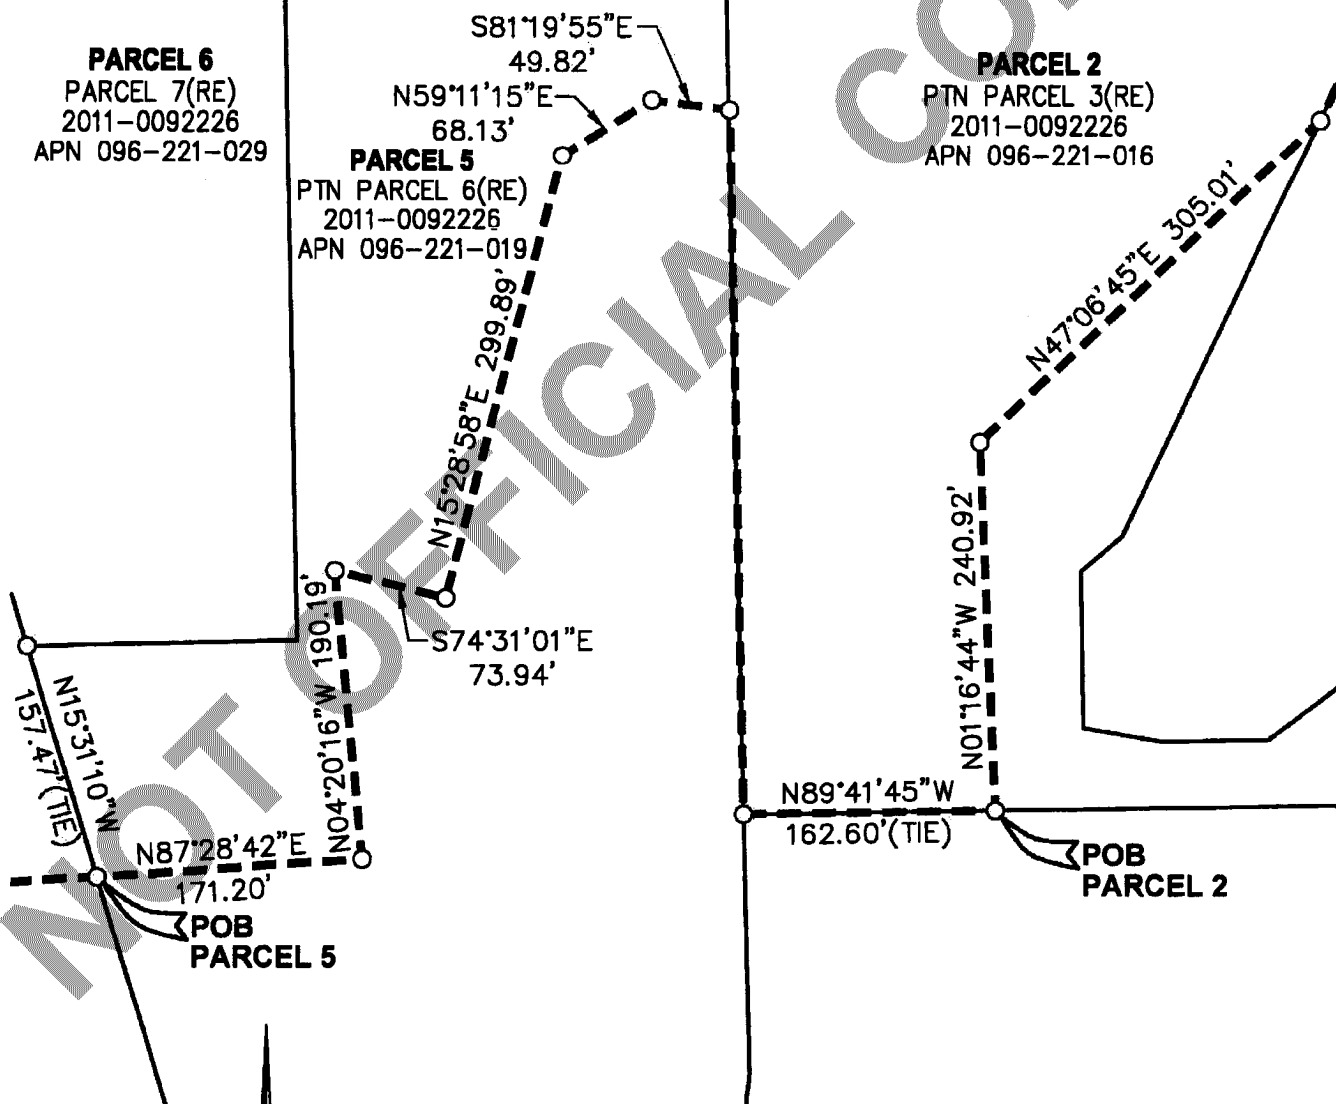 S81°19'55"E
49.82'
N59°11'15"E
68.13'
PARCEL 6
PARCEL 7(RE)
2011-0092226
APN 096-221-029
PARCEL 5
PTN PARCEL 6(RE)
2011-0092226
APN 096-221-019
PARCEL 2
PTN PARCEL 3(RE)
2011-0092226
APN 096-221-016
N47°06'45"E 305.01'
N15°28'58"E 299.89'
N01°16'44"W 240.92'
S74°31'01"E
73.94'
N04°20'16"W 190.19'
N15°31'10"W
157.47'(TIE)
N87°28'42"E
171.20'
N89°41'45"W
162.60'(TIE)
POB
PARCEL 2
POB
PARCEL 5
NOT OFFICIAL CO